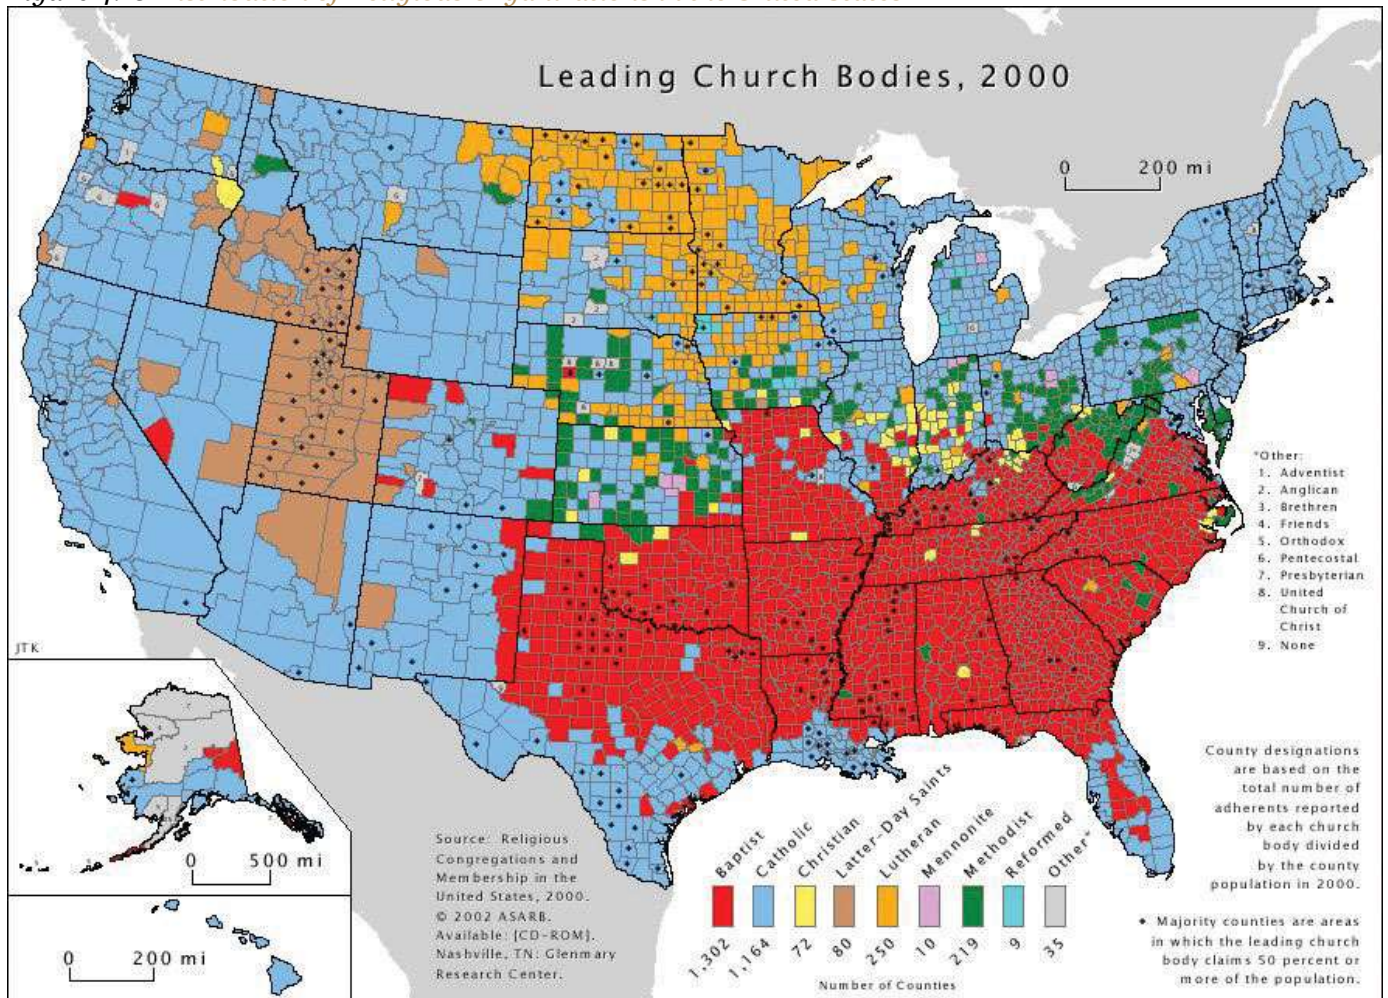 Leading Church Bodies, 2000
0 200 mi
*Other:
1. Adventist
2. Anglican
3. Brethren
4. Friends
5. Orthodox
6. Pentecostal
7. Presbyterian
8. United
Church of
Christ
9. None
JTK
0 500 mi
0 200 mi
Source: Religious
Congregations and
Membership in the
United States, 2000.
© 2002 ASARB.
Available: [CD-ROM].
Nashville, TN: Glenmary
Research Center.
Baptist
Catholic
Christian
Latter-Day Saints
Lutheran
Mennonite
Methodist
Reformed
Other*
1,302
1,164
72
80
250
10
219
9
35
Number of Counties
County designations
are based on the
total number of
adherents reported
by each church
body divided
by the county
population in 2000.
Majority counties are areas
in which the leading church
body claims 50 percent or
more of the population.